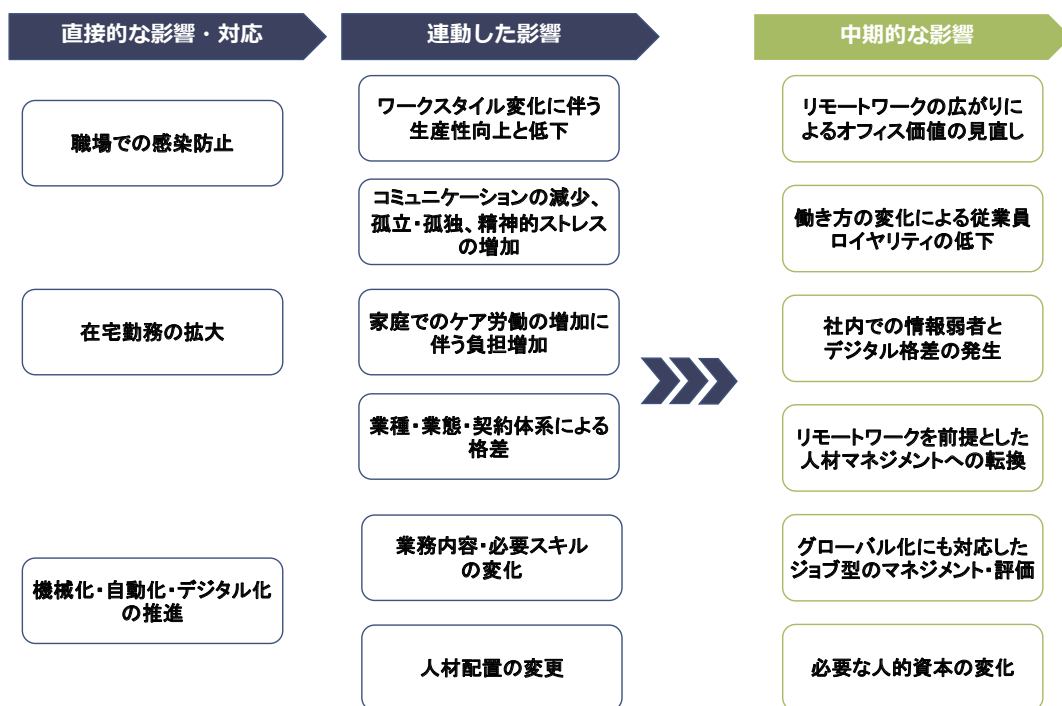 直接的な影響・対応
連動した影響
中期的な影響
職場での感染防止
在宅勤務の拡大
機械化・自動化・デジタル化
の推進
ワークスタイル変化に伴う
生産性向上と低下
コミュニケーションの減少、
孤立・孤独、精神的ストレス
の増加
家庭でのケア労働の増加に
伴う負担増加
業種・業態・契約体系による
格差
業務内容・必要スキル
の変化
人材配置の変更
リモートワークの広がりに
よるオフィス価値の見直し
働き方の変化による従業員
ロイヤリティの低下
社内での情報弱者と
デジタル格差の発生
リモートワークを前提とした
人材マネジメントへの転換
グローバル化にも対応した
ジョブ型のマネジメント・評価
必要な人的資本の変化